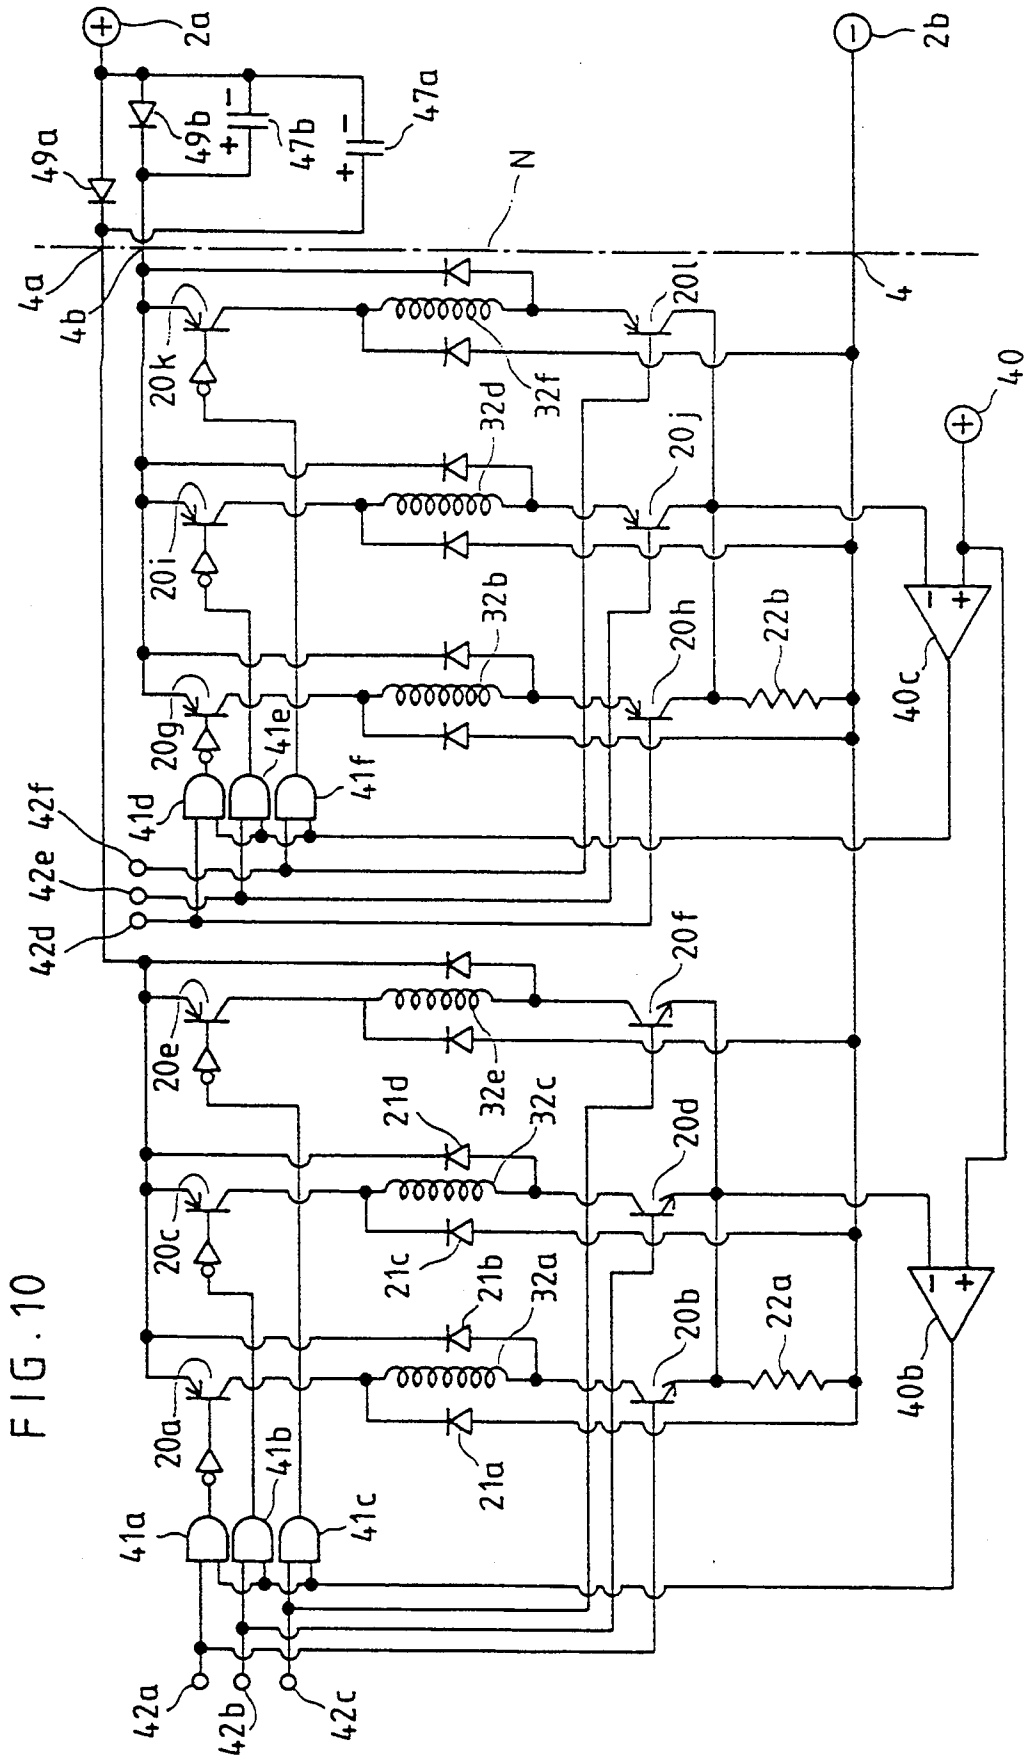 FIG.10
42a
42b
42c
41a
41b
41c
20a
20c
20e
21a
21b
21c
21d
32a
32c
32e
20b
20d
20f
22a
40b
42d
42e
42f
41d
41e
41f
20g
20i
20k
32b
32d
32f
20h
20j
20l
22b
40c
40
4a
4b
4
N
49a
49b
47b
47a
2a
2b
+
−
+
−
+
−
+
−
+
−
+